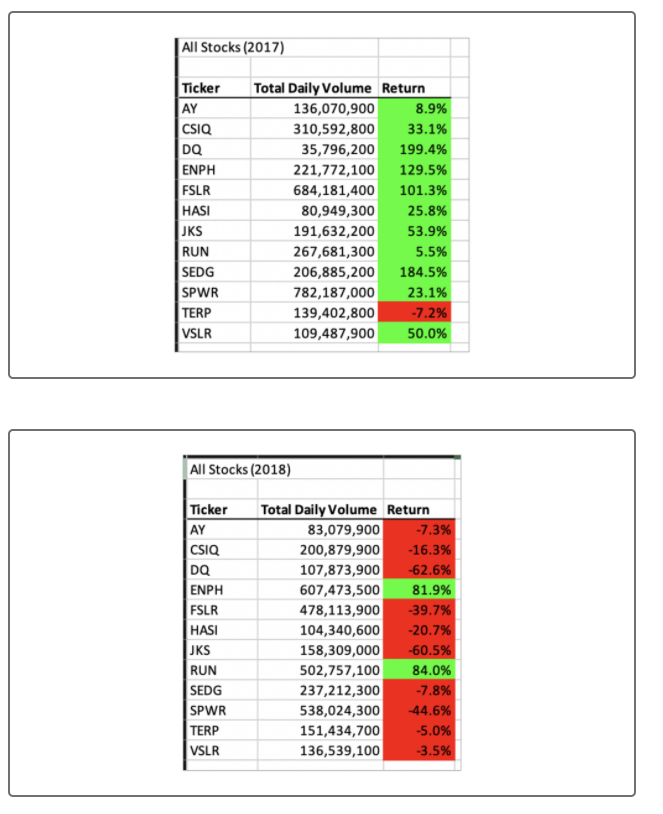 All Stocks (2017)
Ticker Total Daily Volume Return
AY 136,070,900 8.9%
CSIQ 310,592,800 33.1%
DQ 35,796,200 199.4%
ENPH 221,772,100 129.5%
FSLR 684,181,400 101.3%
HASI 80,949,300 25.8%
JKS 191,632,200 53.9%
RUN 267,681,300 5.5%
SEDG 206,885,200 184.5%
SPWR 782,187,000 23.1%
TERP 139,402,800 -7.2%
VSLR 109,487,900 50.0%
All Stocks (2018)
Ticker Total Daily Volume Return
AY 83,079,900 -7.3%
CSIQ 200,879,900 -16.3%
DQ 107,873,900 -62.6%
ENPH 607,473,500 81.9%
FSLR 478,113,900 -39.7%
HASI 104,340,600 -20.7%
JKS 158,309,000 -60.5%
RUN 502,757,100 84.0%
SEDG 237,212,300 -7.8%
SPWR 538,024,300 -44.6%
TERP 151,434,700 -5.0%
VSLR 136,539,100 -3.5%